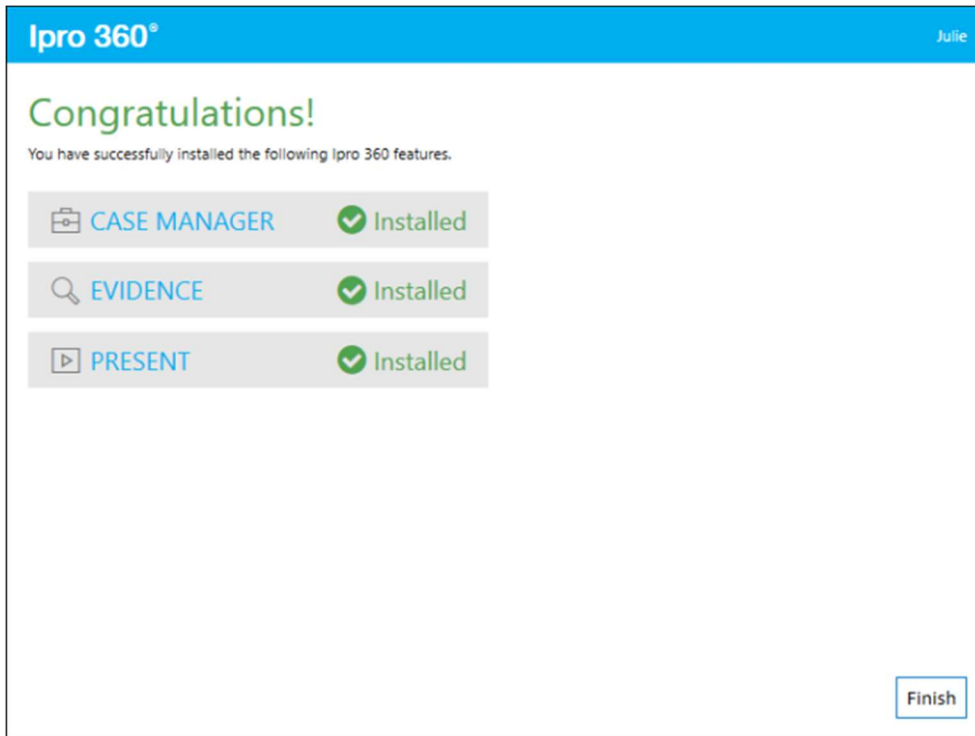 Ipro 360®
Julie
Congratulations!
You have successfully installed the following Ipro 360 features.
CASE MANAGER Installed
EVIDENCE Installed
PRESENT Installed
Finish